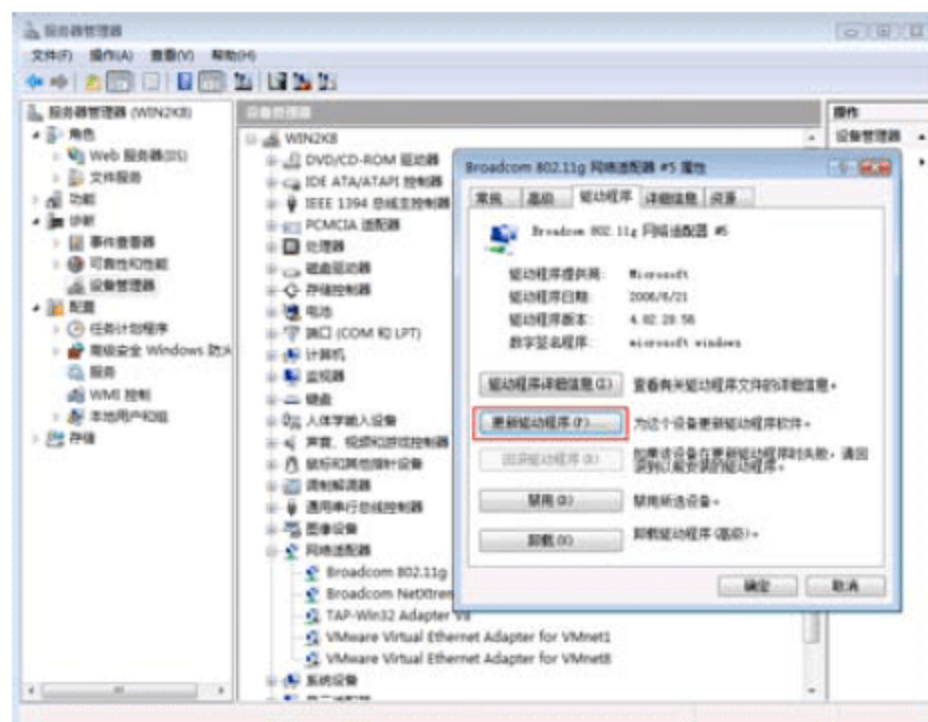 服务器管理器
文件(F) 操作(A) 查看(V) 帮助(H)
服务器管理器 (WIN2K8)
角色
Web 服务器(IIS)
文件服务
功能
诊断
事件查看器
可靠性和性能
设备管理器
配置
任务计划程序
高级安全 Windows 防火
服务
WMI 控制
本地用户和组
存储
设备管理器
WIN2K8
DVD/CD-ROM 驱动器
IDE ATA/ATAPI 控制器
IEEE 1394 总线主控制器
PCMCIA 适配器
处理器
磁盘驱动器
存储控制器
电池
端口 (COM 和 LPT)
计算机
监视器
键盘
人体学输入设备
声音、视频和游戏控制器
鼠标和其他指针设备
调制解调器
通用串行总线控制器
图像设备
网络适配器
Broadcom 802.11g
Broadcom NetXtrem
TAP-Win32 Adapter V8
VMware Virtual Ethernet Adapter for VMnet1
VMware Virtual Ethernet Adapter for VMnet8
系统设备
操作
设备管理器
Broadcom 802.11g 网络适配器 #5 属性
常规 高级 驱动程序 详细信息 资源
Broadcom 802.11g 网络适配器 #5
驱动程序提供商: Microsoft
驱动程序日期: 2006/6/21
驱动程序版本: 4.82.28.56
数字签名程序: microsoft windows
驱动程序详细信息(I) 查看有关驱动程序文件的详细信息。
更新驱动程序(P)... 为这个设备更新驱动程序软件。
回滚驱动程序(R) 如果该设备在更新驱动程序时失败，请回
滚到以前安装的驱动程序。
禁用(D) 禁用所选设备。
卸载(U) 卸载驱动程序(高级)。
确定 取消